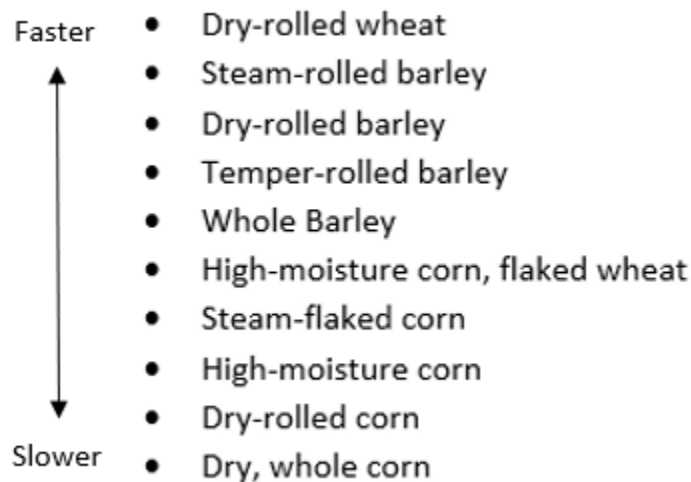 Faster
• Dry-rolled wheat
• Steam-rolled barley
• Dry-rolled barley
• Temper-rolled barley
• Whole Barley
• High-moisture corn, flaked wheat
• Steam-flaked corn
• High-moisture corn
• Dry-rolled corn
Slower
• Dry, whole corn